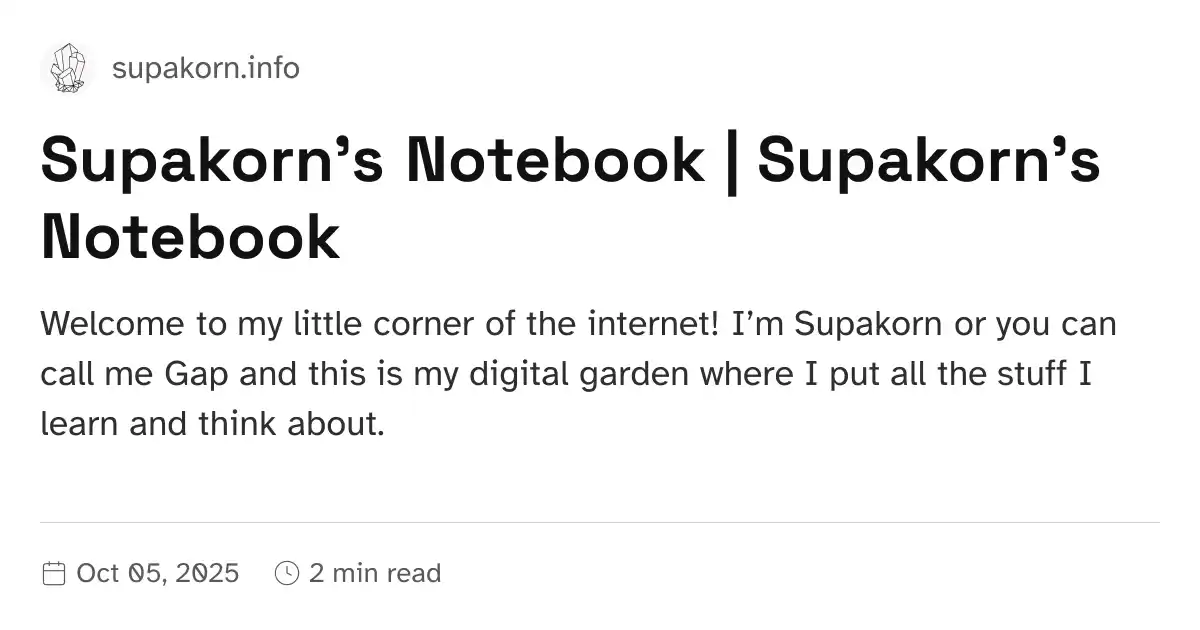 supakorn.info
Supakorn’s Notebook | Supakorn’s
Notebook
Welcome to my little corner of the internet! I’m Supakorn or you can
call me Gap and this is my digital garden where I put all the stuff I
learn and think about.
Oct 05, 2025 2 min read